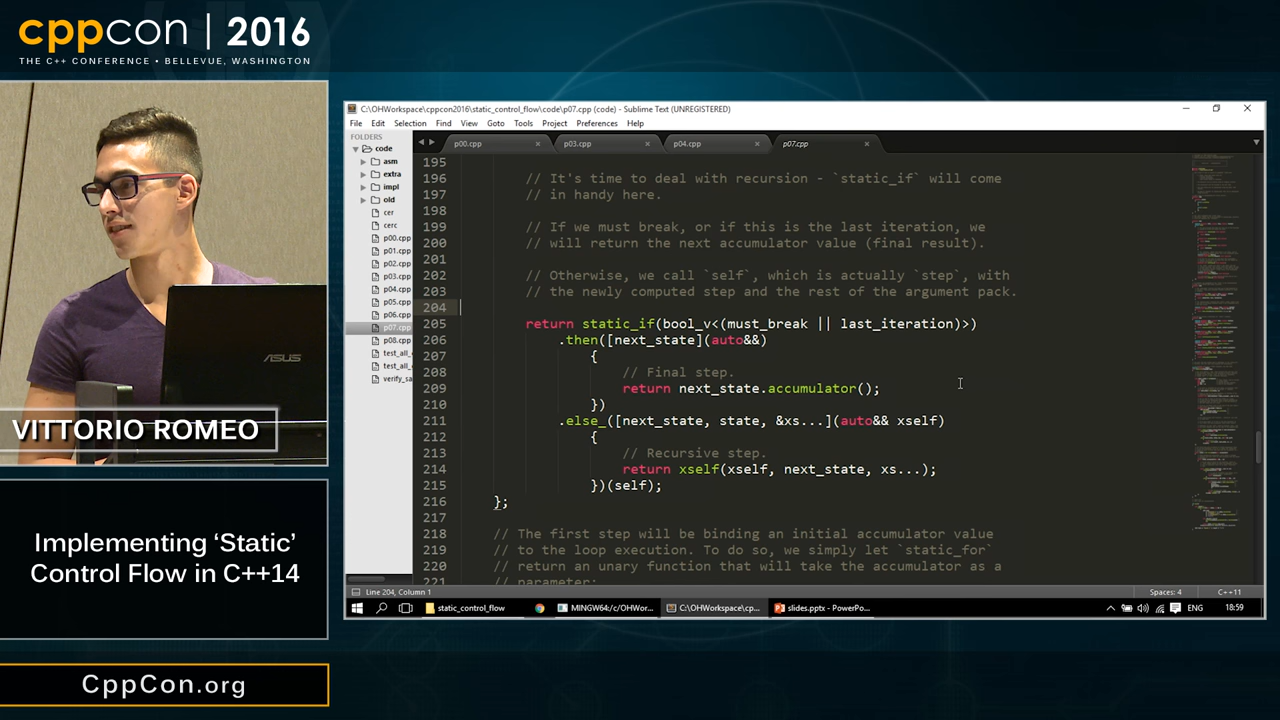 cppcon | 2016
THE C++ CONFERENCE • BELLEVUE, WASHINGTON
ASUS
VITTORIO ROMEO
Implementing ‘Static’
Control Flow in C++14
CppCon.org
C:\OHWorkspace\cppcon2016\static_control_flow\code\p07.cpp (code) - Sublime Text (UNREGISTERED)
File Edit Selection Find View Goto Tools Project Preferences Help
FOLDERS
code
asm
extra
impl
old
cer
cerc
p00.cpp
p01.cpp
p02.cpp
p03.cpp
p04.cpp
p05.cpp
p06.cpp
p07.cpp
p08.cpp
test_all_
test_all_
verify_sa
p00.cpp × p03.cpp × p04.cpp × p07.cpp ×
195
196 // It's time to deal with recursion - `static_if` will come
197 // in handy here.
198
199 // If we must break, or if this is the last iteration, we
200 // will return the next accumulator value (final result).
201
202 // Otherwise, we call `self`, which is actually `step`, with
203 // the newly computed step and the rest of the argument pack.
204
205 return static_if(bool_v<(must_break || last_iteration)>)
206 .then([next_state](auto&&)
207 {
208 // Final step.
209 return next_state.accumulator();
210 })
211 .else_([next_state, state, &xs...](auto&& xself)
212 {
213 // Recursive step.
214 return xself(xself, next_state, xs...);
215 })(self);
216 };
217
218 // The first step will be binding an initial accumulator value
219 // to the loop execution. To do so, we simply let `static_for`
220 // return an unary function that will take the accumulator as a
221 // parameter:
Line 204, Column 1 Spaces: 4 C++11
static_control_flow MINGW64:/c/OHWor... C:\OHWorkspace\cp... slides.pptx - PowerPo... ENG 18:59